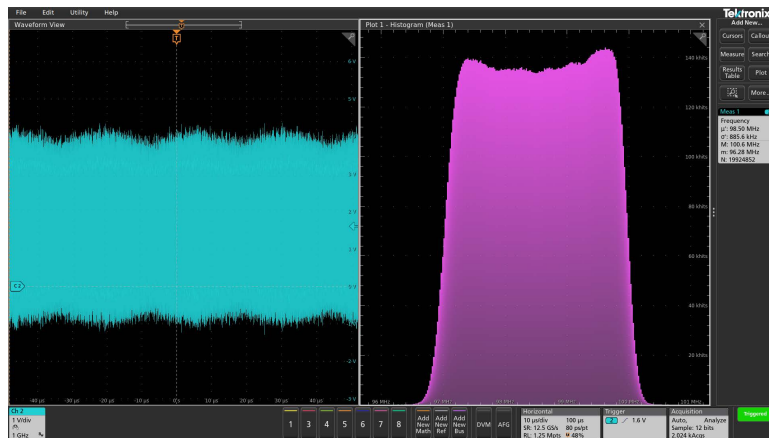 File Edit Utility Help
Tektronix
Add New...
Waveform View
Plot 1 - Histogram (Meas 1)
T
Cursors Callout
Measure Search
Results Table Plot
More...
Meas 1
Frequency
µ': 98.50 MHz
σ': 885.6 kHz
M: 100.6 MHz
m: 96.28 MHz
N: 19924852
6 V
5 V
3 V
1 V
0 V
-2 V
-3 V
C2
140 khits
120 khits
100 khits
80 khits
60 khits
40 khits
20 khits
-40 µs -30 µs -20 µs -10 µs 0 s 10 µs 20 µs 30 µs 40 µs
96 MHz 97 MHz 101 MHz
Ch 2
1 V/div
1 GHz
1 3 4 5 6 7 8
Add New Math
Add New Ref
Add New Bus
DVM AFG
Horizontal
10 µs/div 100 µs
SR: 12.5 GS/s 80 ps/pt
RL: 1.25 Mpts 48%
Trigger
2 1.6 V
Acquisition
Auto, Analyze
Sample: 12 bits
2.024 kAcqs
Triggered